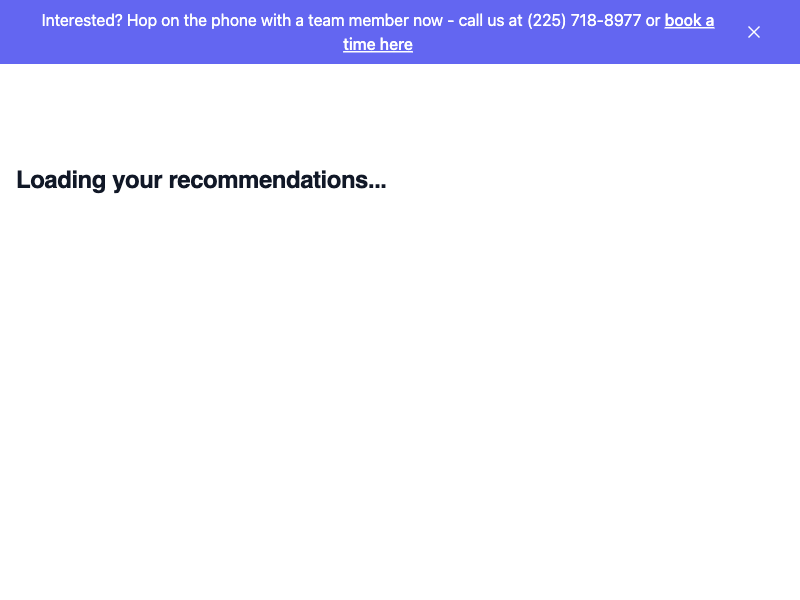 Interested? Hop on the phone with a team member now - call us at (225) 718-8977 or book a
time here
Loading your recommendations...